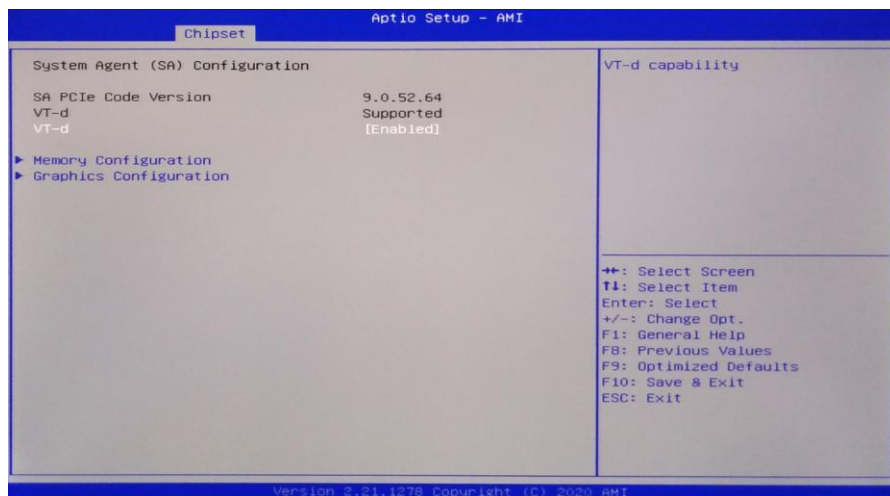 Aptio Setup - AMI
Chipset
System Agent (SA) Configuration
SA PCIe Code Version 9.0.52.64
VT-d Supported
VT-d [Enabled]
▶ Memory Configuration
▶ Graphics Configuration
VT-d capability
→←: Select Screen
↑↓: Select Item
Enter: Select
+/-: Change Opt.
F1: General Help
F8: Previous Values
F9: Optimized Defaults
F10: Save & Exit
ESC: Exit
Version 2.21.1278 Copyright (C) 2020 AMI